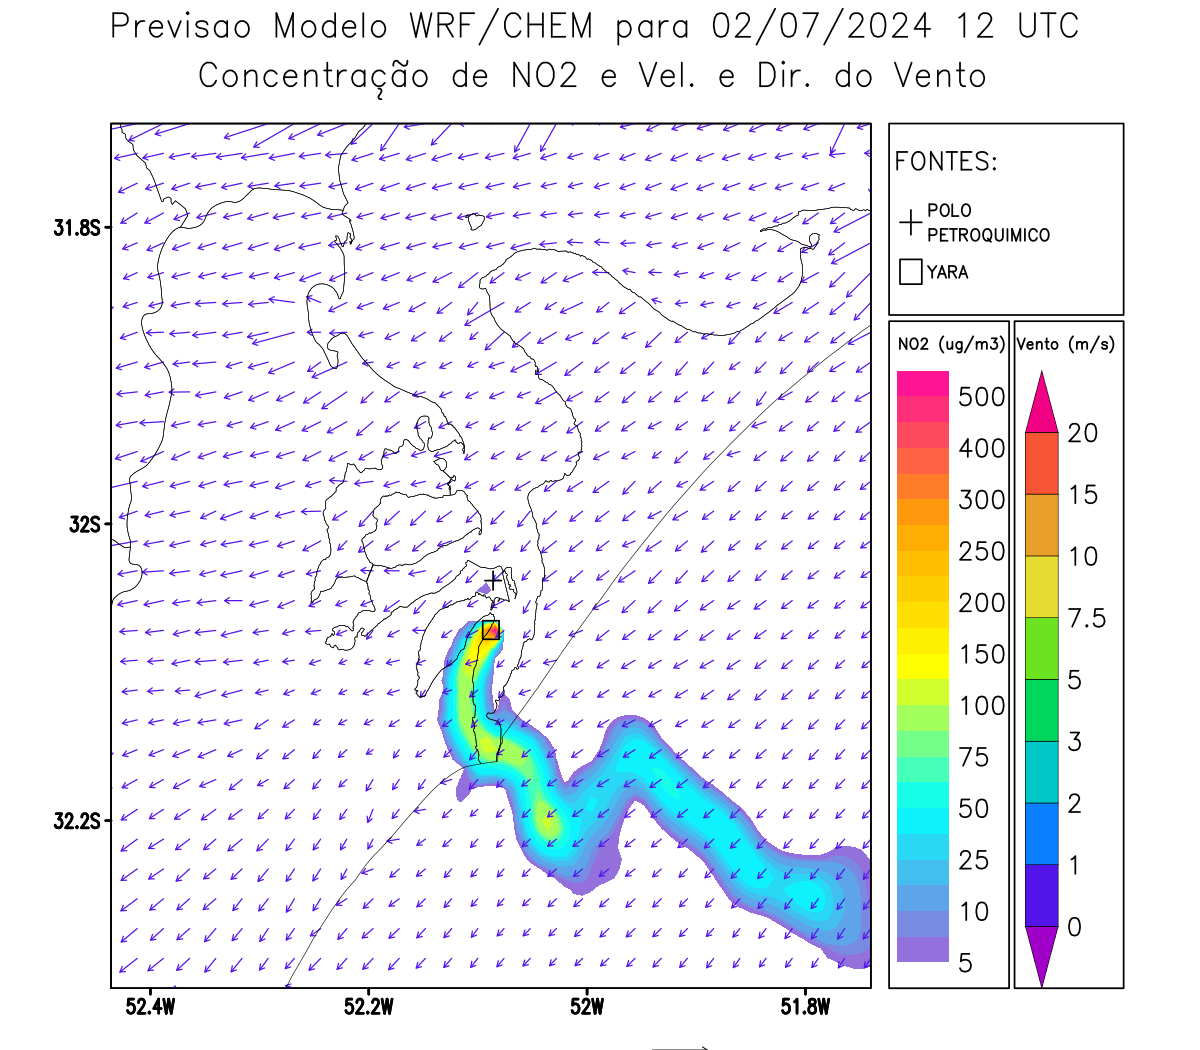 Previsao Modelo WRF/CHEM para 02/07/2024 12 UTC
Concentração de NO2 e Vel. e Dir. do Vento
FONTES:
POLO
PETROQUIMICO
YARA
31.8S
32S
32.2S
52.4W
52.2W
52W
51.8W
NO2 (ug/m3)
500
400
300
250
200
150
100
75
50
25
10
5
Vento (m/s)
20
15
10
7.5
5
3
2
1
0